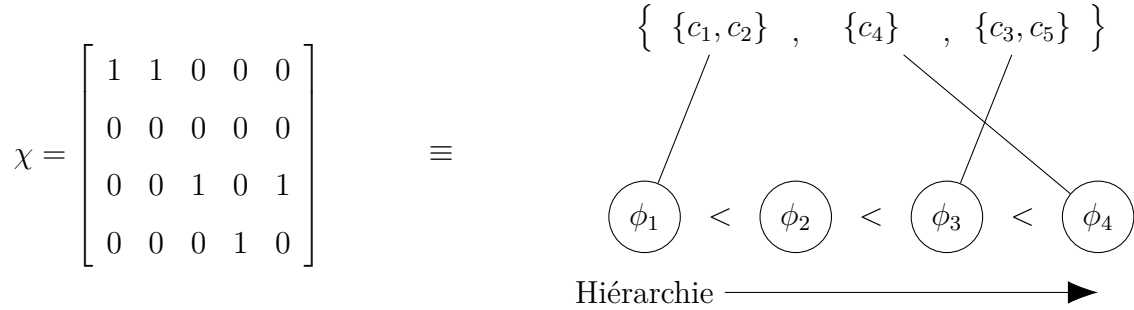 { {c₁, c₂} , {c₄} , {c₃, c₅} }
1 1 0 0 0
0 0 0 0 0
χ = ≡
0 0 1 0 1
0 0 0 1 0
ϕ₁ < ϕ₂ < ϕ₃ < ϕ₄
Hiérarchie